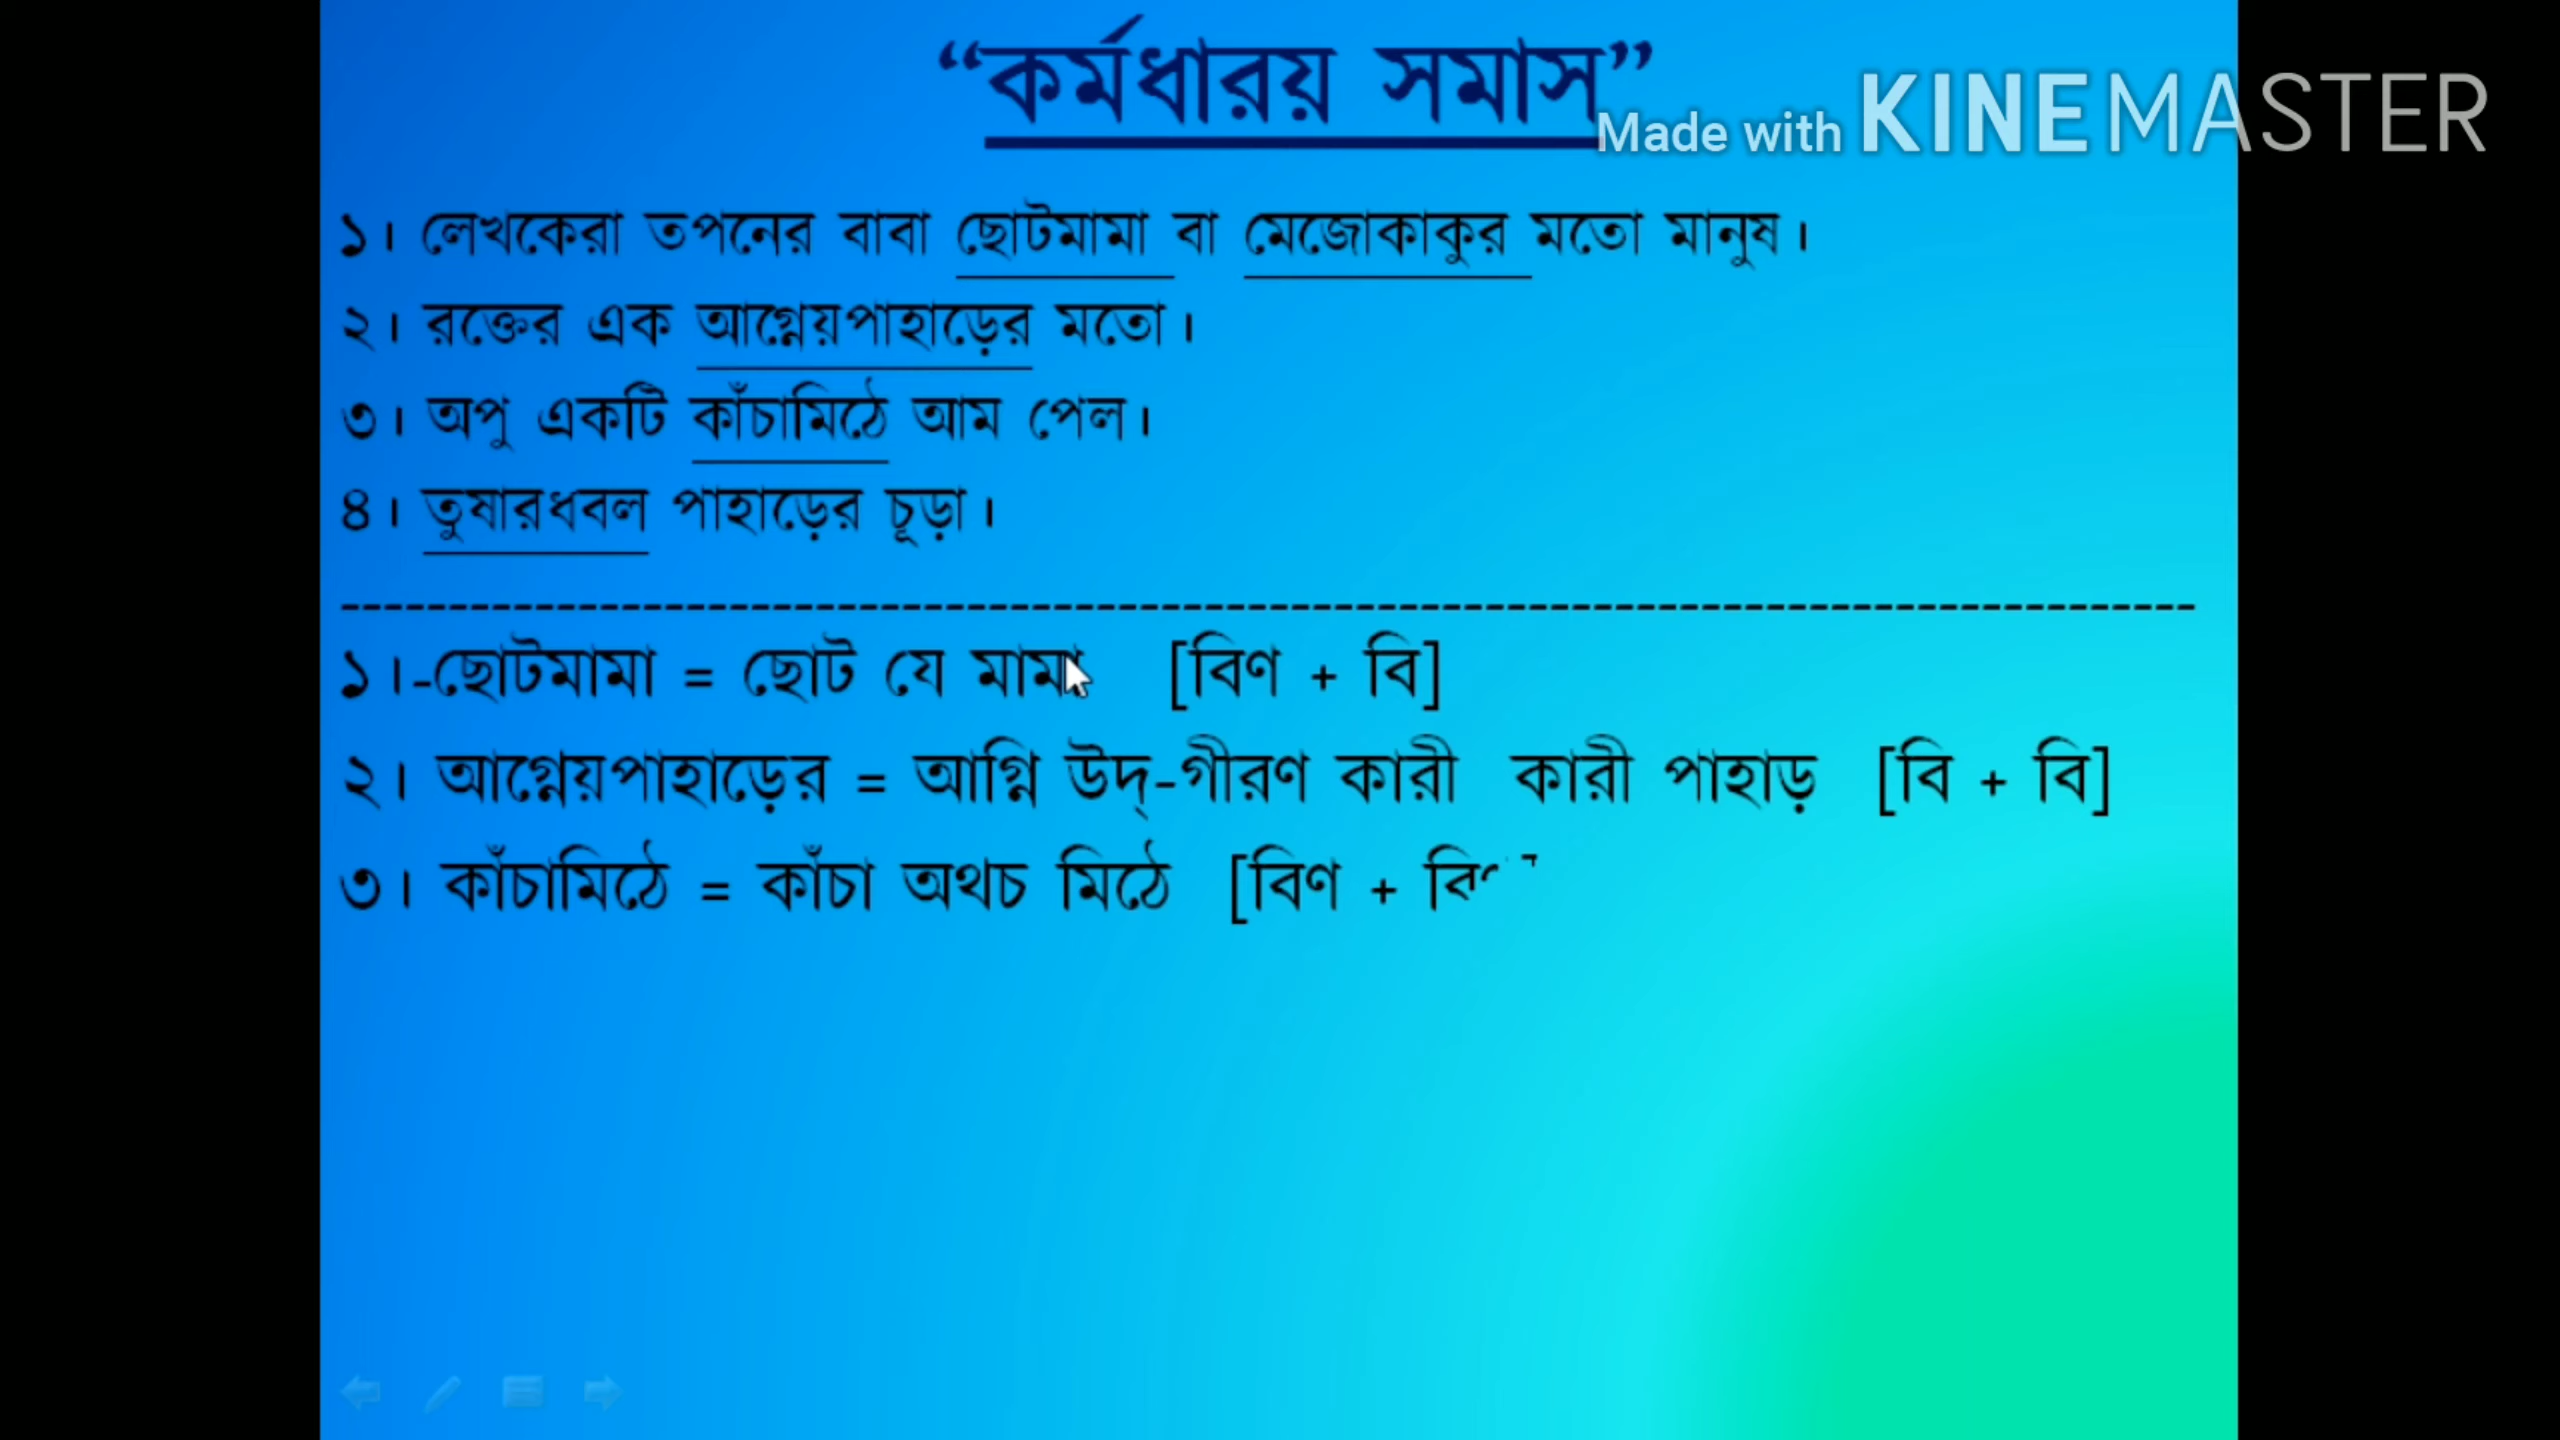 “কর্মধারয় সমাস”
Made with KINEMASTER
১। লেখকেরা তপনের বাবা ছোটমামা বা মেজোকাকুর মতো মানুষ।
২। রক্তের এক আগ্নেয়পাহাড়ের মতো।
৩। অপু একটি কাঁচামিঠে আম পেল।
৪। তুষারধবল পাহাড়ের চূড়া।
১।-ছোটমামা = ছোট যে মামা [বিণ + বি]
২। আগ্নেয়পাহাড়ের = আগ্নি উদ্-গীরণ কারী কারী পাহাড় [বি + বি]
৩। কাঁচামিঠে = কাঁচা অথচ মিঠে [বিণ +